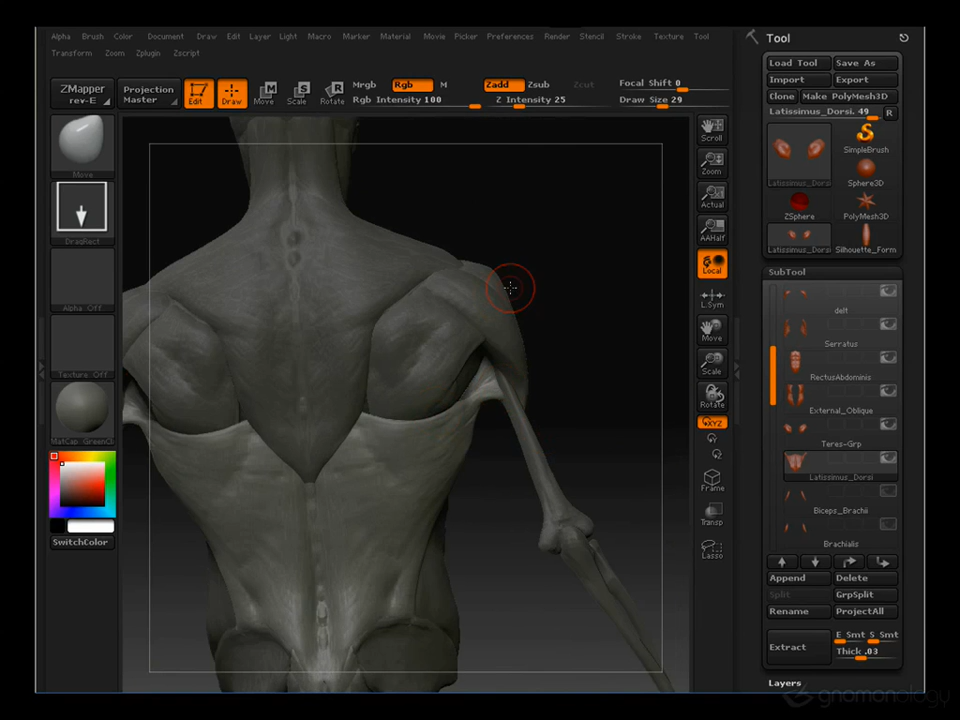 Alpha Brush Color Document Draw Edit Layer Light Macro Marker Material Movie Picker Preferences Render Stencil Stroke Texture Tool
Transform Zoom Zplugin Zscript
Tool
Load Tool Save As
Import Export
Clone Make PolyMesh3D
Latissimus_Dorsi. 49 R
SimpleBrush
Latissimus_Dorsi
Sphere3D
ZSphere
PolyMesh3D
Latissimus_Dorsi
Silhouette_Form
SubTool
delt
Serratus
RectusAbdominis
External_Oblique
Teres-Grp
Latissimus_Dorsi
Biceps_Brachii
Brachialis
Append Delete
Split GrpSplit
Rename ProjectAll
E Smt S Smt
Extract
Thick .03
Layers
ZMapper
rev-E
Projection
Master
Edit
Draw
Move
Scale
Rotate
Mrgb Rgb M
Rgb Intensity 100
Zadd Zsub Zcut
Z Intensity 25
Focal Shift 0
Draw Size 29
Move
DragRect
Alpha Off
Texture Off
MatCap GreenCl
SwitchColor
Scroll
Zoom
Actual
AAHalf
Local
L.Sym
Move
Scale
Rotate
XYZ
Frame
Transp
Lasso
gnomonology